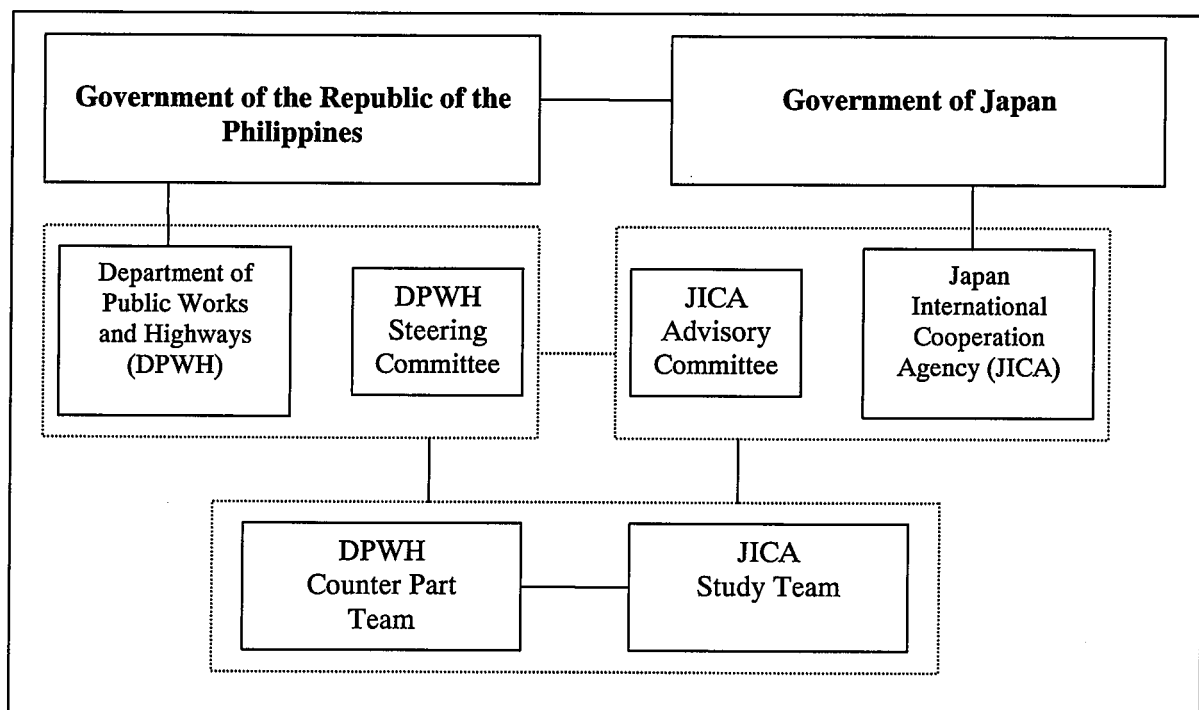 Government of the Republic of the
Philippines
Government of Japan
Department of
Public Works
and Highways
(DPWH)
DPWH
Steering
Committee
JICA
Advisory
Committee
Japan
International
Cooperation
Agency (JICA)
DPWH
Counter Part
Team
JICA
Study Team